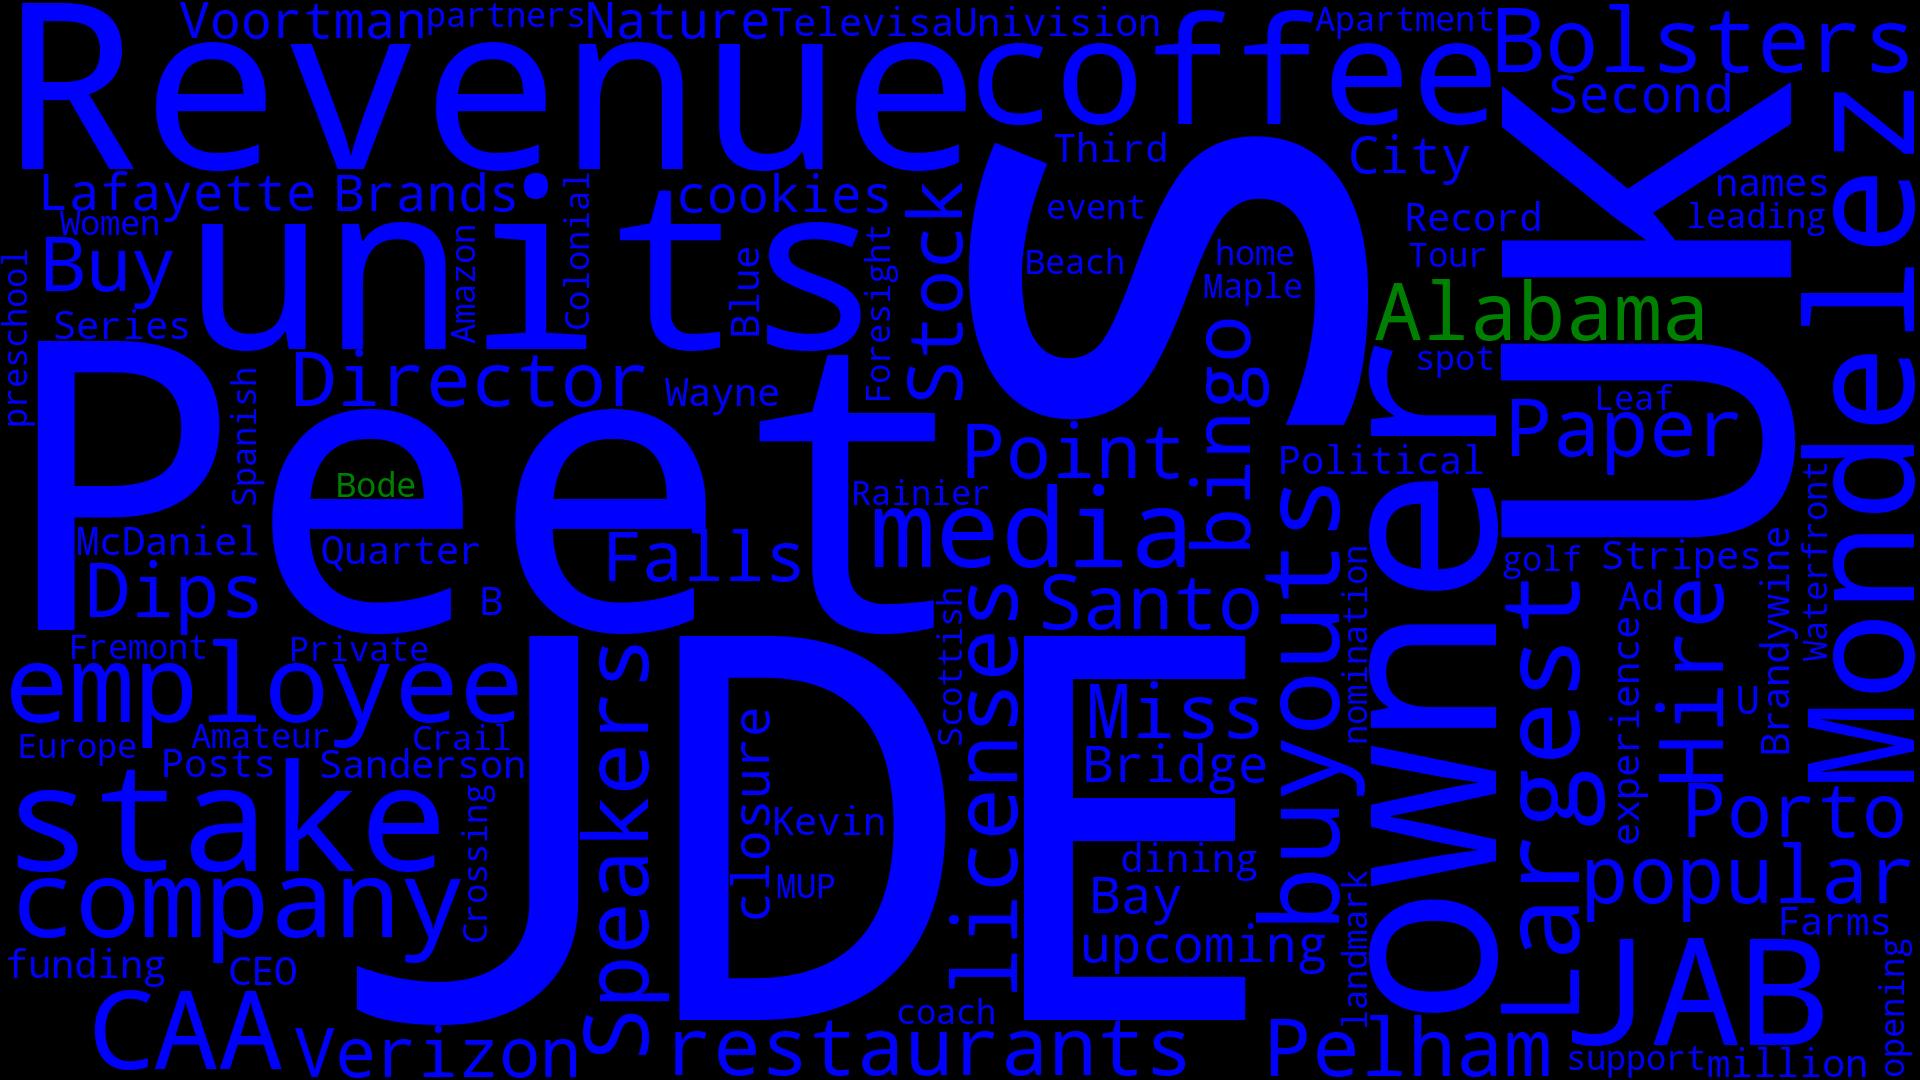 Voortman
partners
Nature
TelevisaUnivision
Apartment
Bolsters
Revenue
coffee
Second
Mondelez
UK
Third
City
Lafayette
Brands
cookies
Colonial
Stock
S
event
Record
names
leading
Women
Buy
units
Amazon
Blue
Foresight
Beach
home
Maple
Tour
Alabama
preschool
Series
Director
Wayne
bingo
owner
spot
Leaf
Paper
Peet
Spanish
Bode
Point
Political
Rainier
media
McDaniel
Quarter
Falls
Dips
B
Santo
buyouts
nomination
golf
Stripes
Waterfront
Brandywine
Largest
Ad
Hire
experience
U
Fremont
Private
employee
JDE
Speakers
Scottish
licenses
Miss
Bridge
Europe
Amateur
Crail
Posts
Sanderson
closure
Kevin
Porto
stake
Crossing
MUP
dining
Bay
landmark
popular
company
Farms
funding
CEO
upcoming
JAB
opening
CAA
Verizon
coach
restaurants
Pelham
support
million